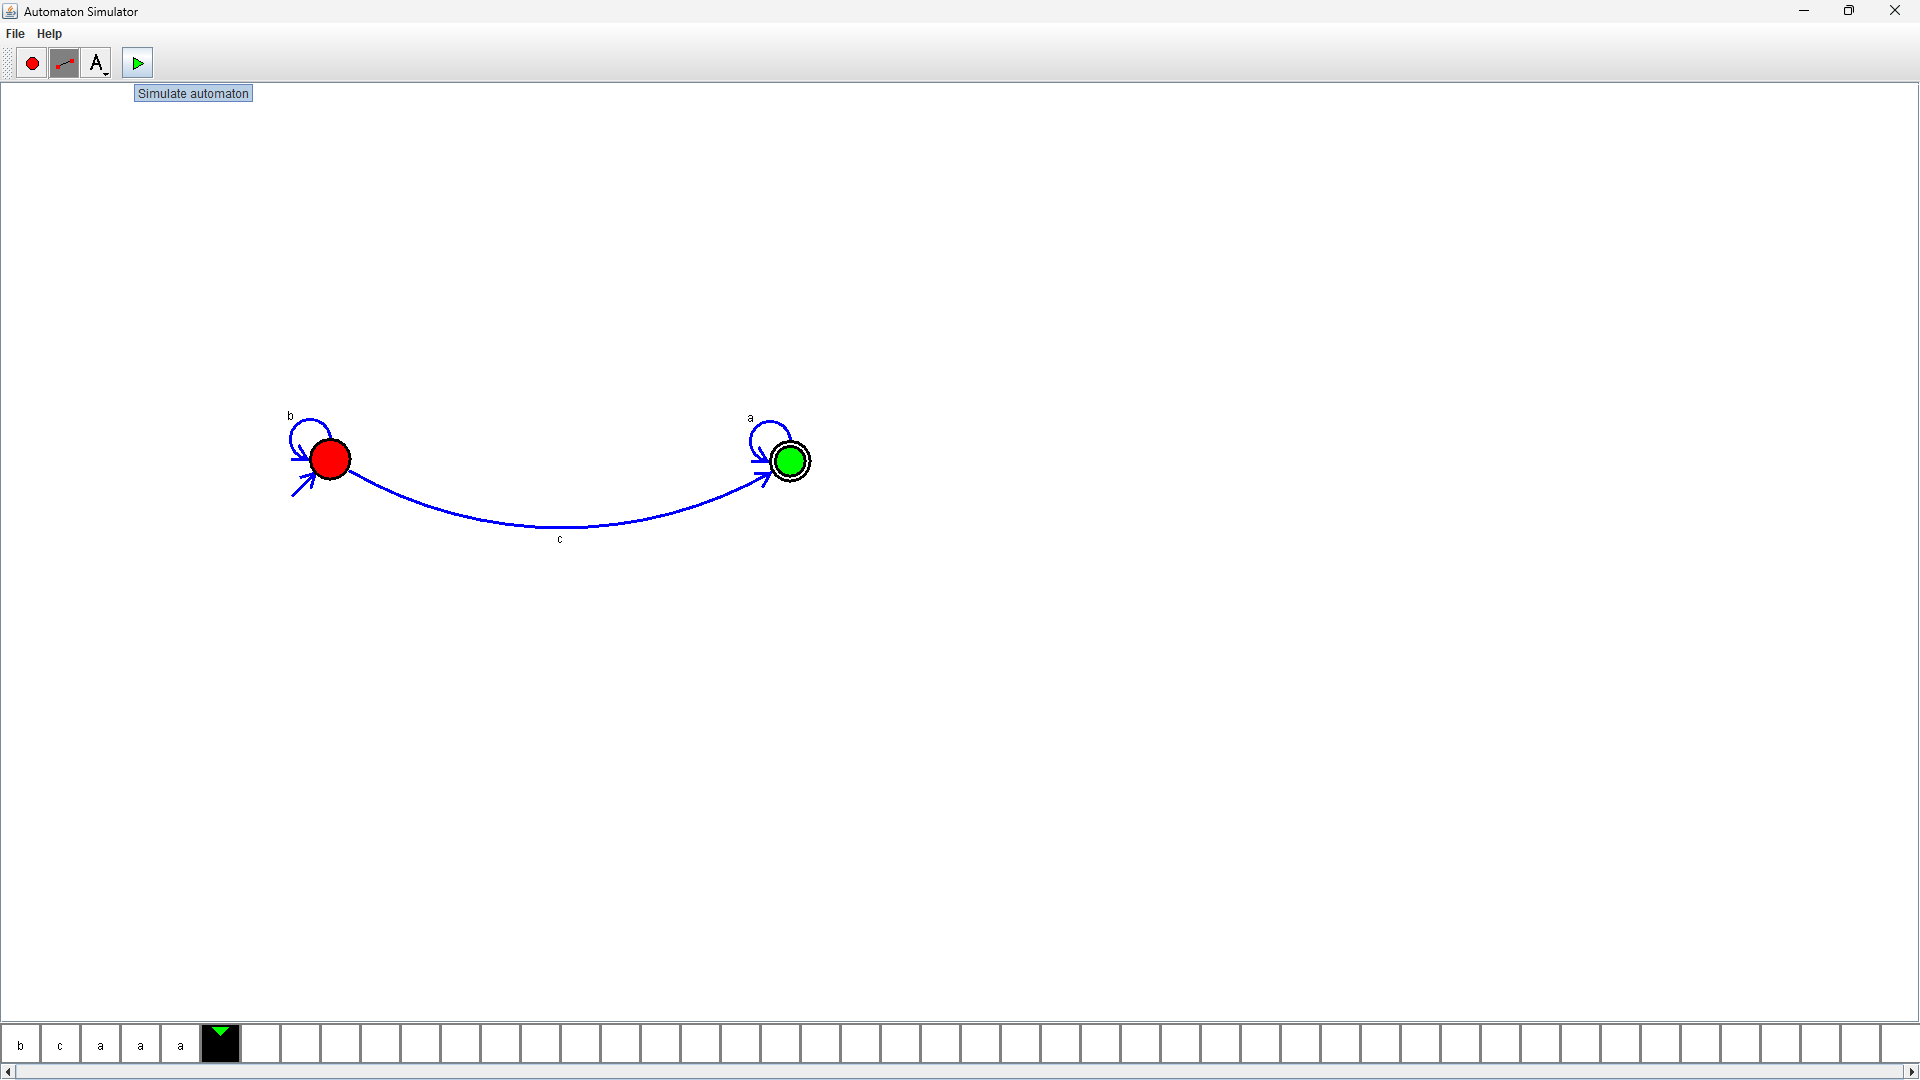 Automaton Simulator
File Help
A
Simulate automaton
b
a
c
b c a a a